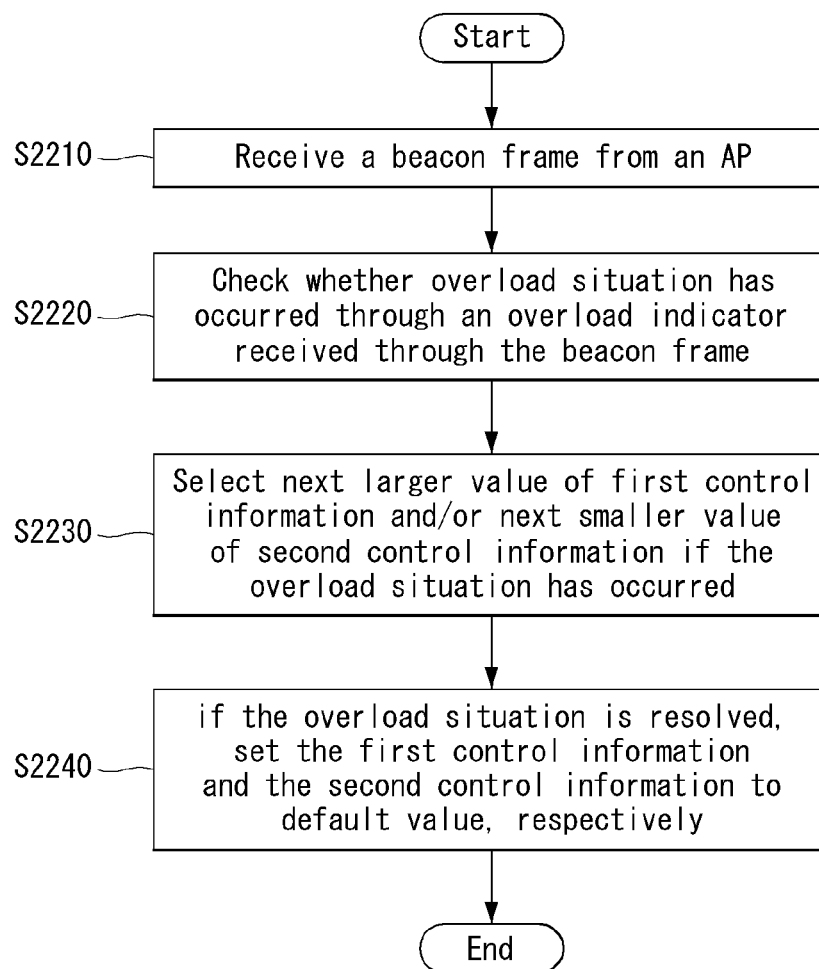 Start
S2210
Receive a beacon frame from an AP
S2220
Check whether overload situation has
occurred through an overload indicator
received through the beacon frame
S2230
Select next larger value of first control
information and/or next smaller value
of second control information if the
overload situation has occurred
S2240
if the overload situation is resolved,
set the first control information
and the second control information to
default value, respectively
End